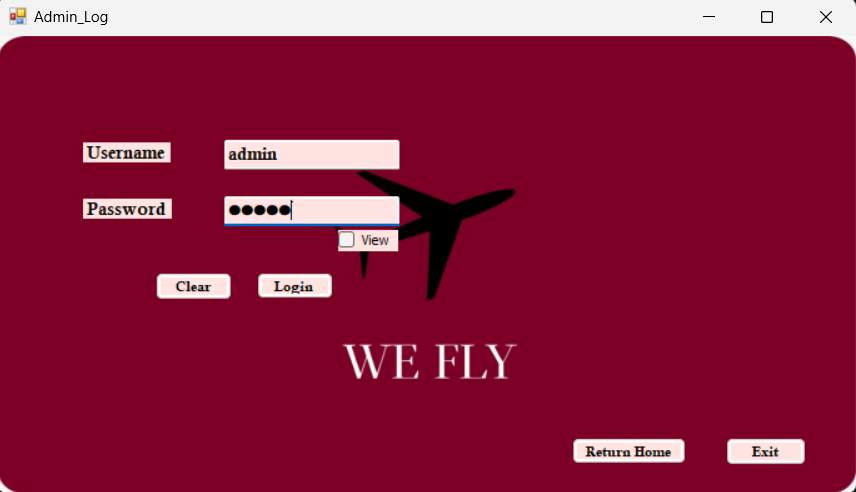 Admin_Log
Username admin
Password ●●●●●
View
Clear Login
WE FLY
Return Home Exit